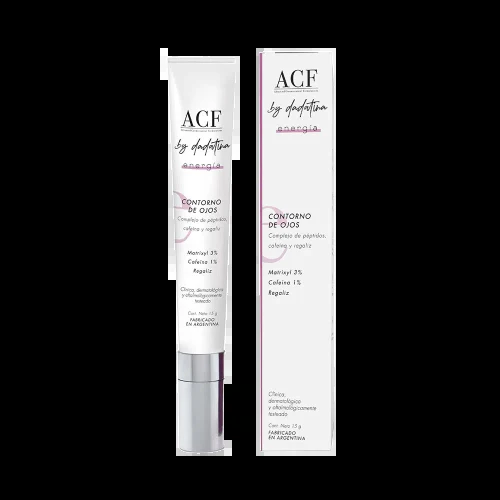 ACF
by dadatina
energía
CONTORNO
DE OJOS
Complejo de péptidos,
cafeína y regaliz
Matrixyl 3%
Cafeína 1%
Regaliz
Clínica, dermatológica
y oftalmológicamente
testeado
Cont. Neto 15 g
FABRICADO
EN ARGENTINA
ACF
by dadatina
energía
CONTORNO
DE OJOS
Complejo de péptidos,
cafeína y regaliz
Matrixyl 3%
Cafeína 1%
Regaliz
Clínica,
dermatológica
y oftalmológicamente
testeado
Cont. Neto 15 g
FABRICADO
EN ARGENTINA